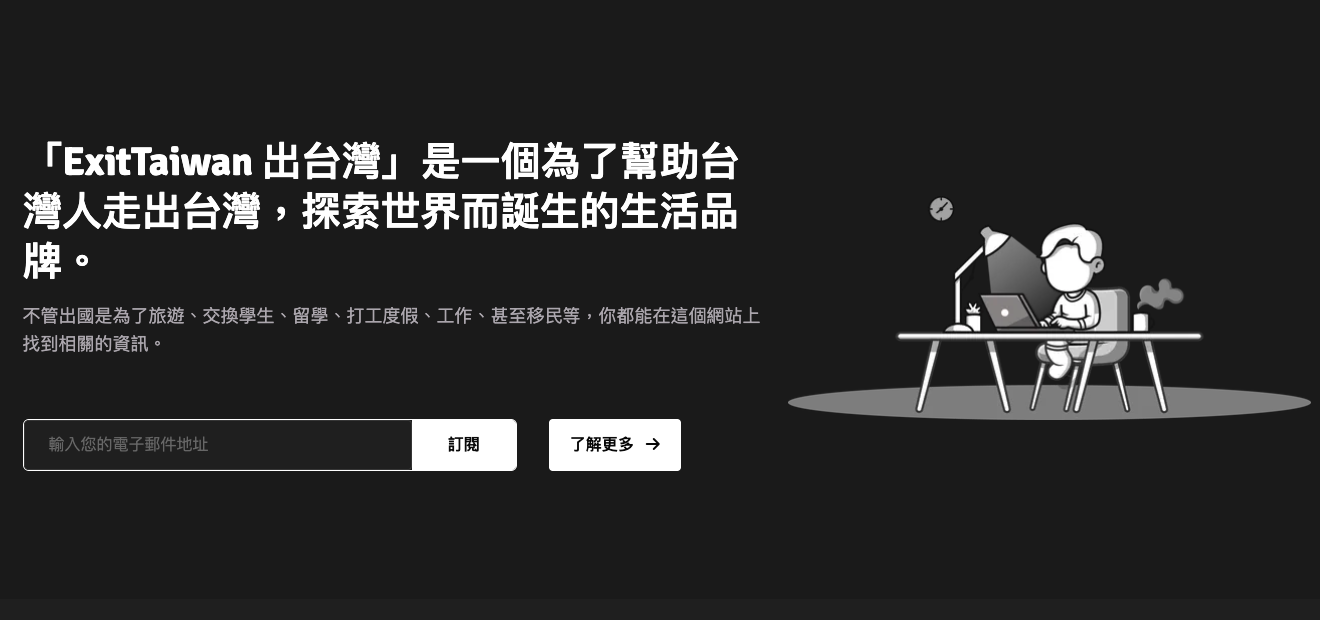 「ExitTaiwan 出台灣」是一個為了幫助台
灣人走出台灣，探索世界而誕生的生活品
牌。
不管出國是為了旅遊、交換學生、留學、打工度假、工作、甚至移民等，你都能在這個網站上
找到相關的資訊。
輸入您的電子郵件地址
訂閱
了解更多 →